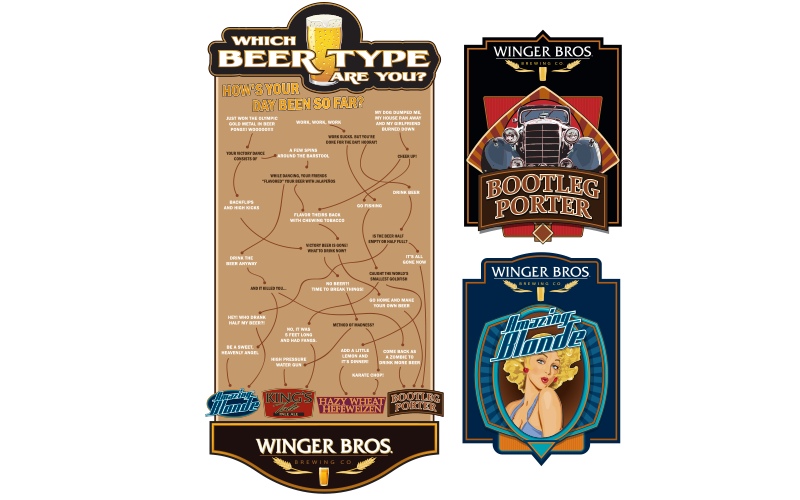 WHICH
BEER TYPE
ARE YOU?
HOW'S YOUR
DAY BEEN SO FAR?
JUST WON THE OLYMPIC
GOLD METAL IN BEER
PONG!! WOOOOO!!!
WORK, WORK, WORK
MY DOG DUMPED ME,
MY HOUSE RAN AWAY
AND MY GIRLFRIEND
BURNED DOWN
WORK SUCKS, BUT YOU'RE
DONE FOR THE DAY! HOORAY!
YOUR VICTORY DANCE
CONSISTS OF
A FEW SPINS
AROUND THE BARSTOOL
CHEER UP!
WHILE DANCING, YOUR FRIENDS
"FLAVORED" YOUR BEER WITH JALAPENOS
DRINK BEER
BACKFLIPS
AND HIGH KICKS
GO FISHING
FLAVOR THEIRS BACK
WITH CHEWING TOBACCO
IS THE BEER HALF
EMPTY OR HALF FULL?
VICTORY BEER IS GONE!
WHAT TO DRINK NOW?
DRINK THE
BEER ANYWAY
IT'S ALL
GONE NOW
CAUGHT THE WORLD'S
SMALLEST GOLDFISH
AND IT KILLED YOU...
NO BEER!!!
TIME TO BREAK THINGS!
GO HOME AND MAKE
YOUR OWN BEER
HEY! WHO DRANK
HALF MY BEER!!!
NO, IT WAS
5 FEET LONG
AND HAD FANGS.
METHOD OF MADNESS?
BE A SWEET,
HEAVENLY ANGEL
HIGH PRESSURE
WATER GUN
ADD A LITTLE
LEMON AND
IT'S DINNER!
COME BACK AS
A ZOMBIE TO
DRINK MORE BEER
KARATE CHOP!
Amazing
Blonde
KING'S
PALE ALE
HAZY WHEAT
HEFEWEIZEN
BOOTLEG
PORTER
WINGER BROS.
BREWING CO
WINGER BROS.
BREWING CO.
BOOTLEG
PORTER
WINGER BROS.
BREWING CO.
Amazing
Blonde